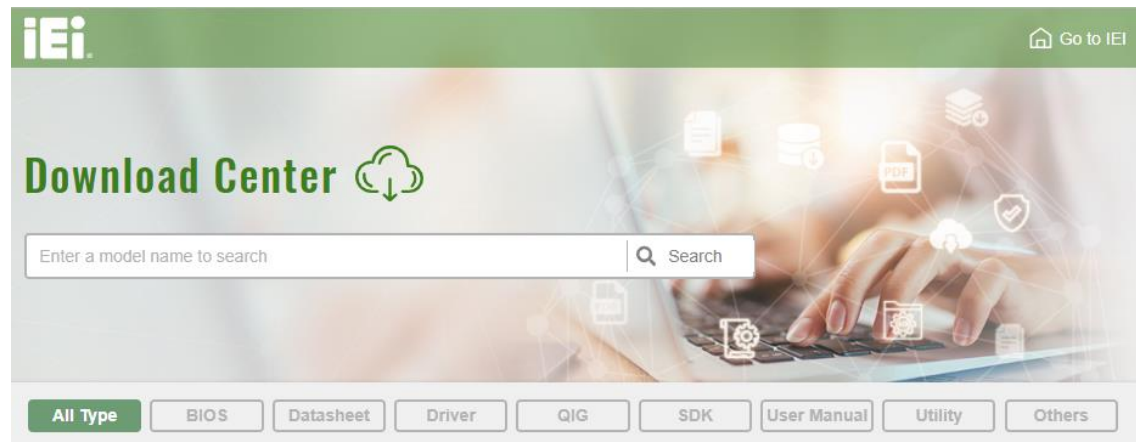 iEi.
Go to IEI
Download Center
PDF
Enter a model name to search
Search
All Type
BIOS
Datasheet
Driver
QIG
SDK
User Manual
Utility
Others